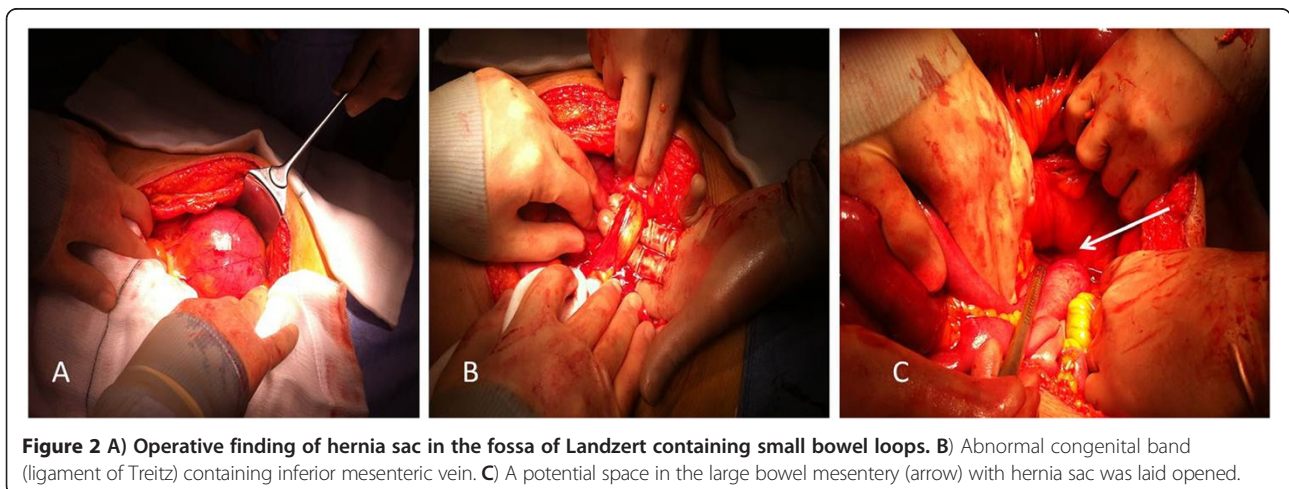 A
B
C
Figure 2 A) Operative finding of hernia sac in the fossa of Landzert containing small bowel loops. B) Abnormal congenital band
(ligament of Treitz) containing inferior mesenteric vein. C) A potential space in the large bowel mesentery (arrow) with hernia sac was laid opened.